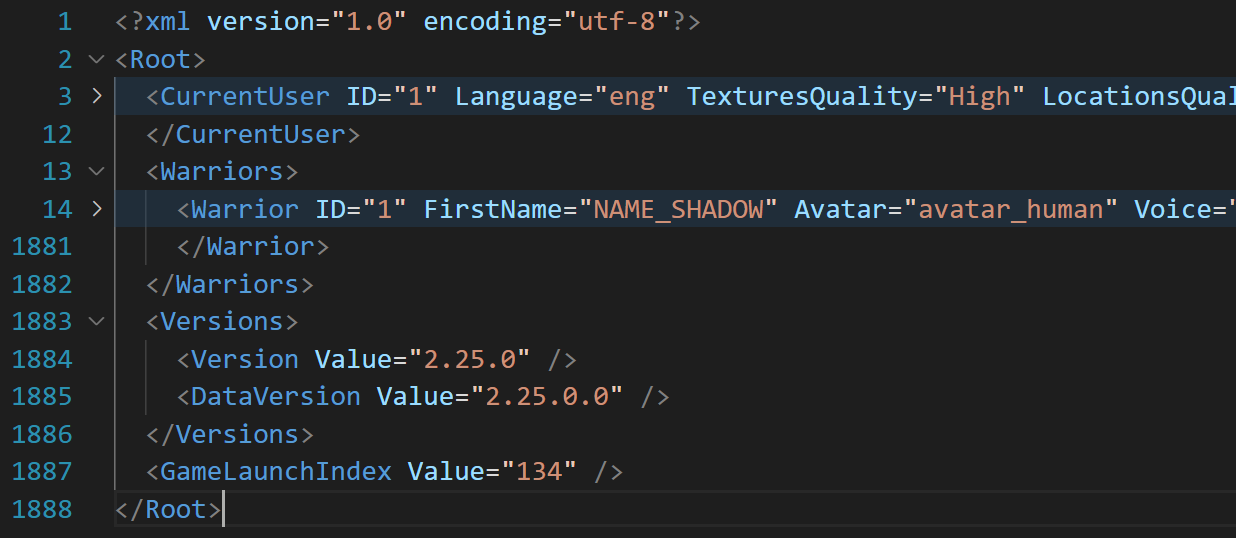 1 <?xml version="1.0" encoding="utf-8"?>
2 <Root>
3 <CurrentUser ID="1" Language="eng" TexturesQuality="High" LocationsQual
12 </CurrentUser>
13 <Warriors>
14 <Warrior ID="1" FirstName="NAME_SHADOW" Avatar="avatar_human" Voice="
1881 </Warrior>
1882 </Warriors>
1883 <Versions>
1884 <Version Value="2.25.0" />
1885 <DataVersion Value="2.25.0.0" />
1886 </Versions>
1887 <GameLaunchIndex Value="134" />
1888 </Root>